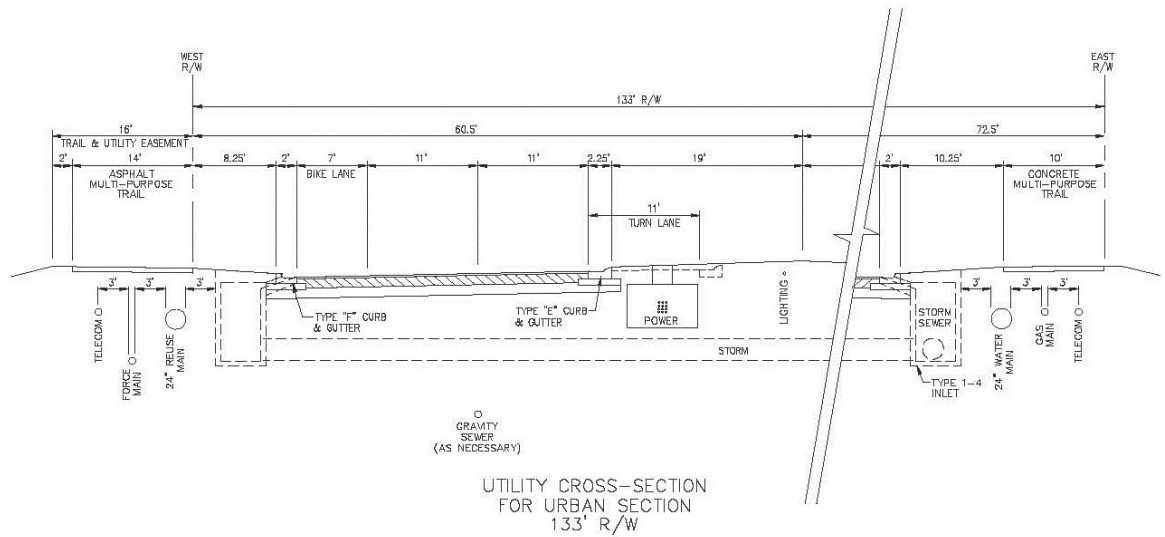 WEST
R/W
EAST
R/W
133' R/W
16'
60.5'
72.5'
TRAIL & UTILITY EASEMENT
2'
14'
8.25'
2'
7'
11'
11'
2.25'
19'
2'
10.25'
10'
ASPHALT
MULTI-PURPOSE
TRAIL
BIKE LANE
CONCRETE
MULTI-PURPOSE
TRAIL
11'
TURN LANE
3'
3'
3'
3'
3'
3'
TELECOM
FORCE
MAIN
24" REUSE
MAIN
TYPE "F" CURB
& GUTTER
TYPE "E" CURB
& GUTTER
POWER
LIGHTING
STORM
SEWER
24" WATER
MAIN
GAS
MAIN
TELECOM
STORM
TYPE 1-4
INLET
GRAVITY
SEWER
(AS NECESSARY)
UTILITY CROSS-SECTION
FOR URBAN SECTION
133' R/W